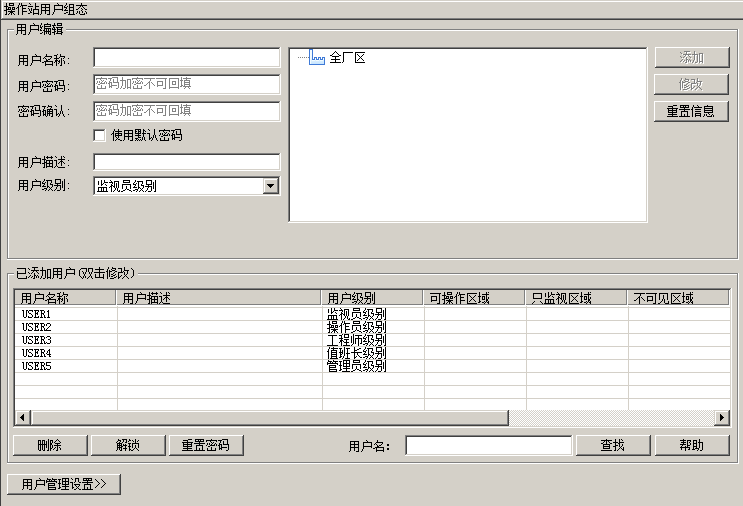 操作站用户组态
用户编辑
用户名称:
用户密码: 密码加密不可回填
密码确认: 密码加密不可回填
使用默认密码
用户描述:
用户级别: 监视员级别
全厂区
添加
修改
重置信息
已添加用户(双击修改)
用户名称 用户描述 用户级别 可操作区域 只监视区域 不可见区域
USER1 监视员级别
USER2 操作员级别
USER3 工程师级别
USER4 值班长级别
USER5 管理员级别
删除 解锁 重置密码 用户名: 查找 帮助
用户管理设置>>